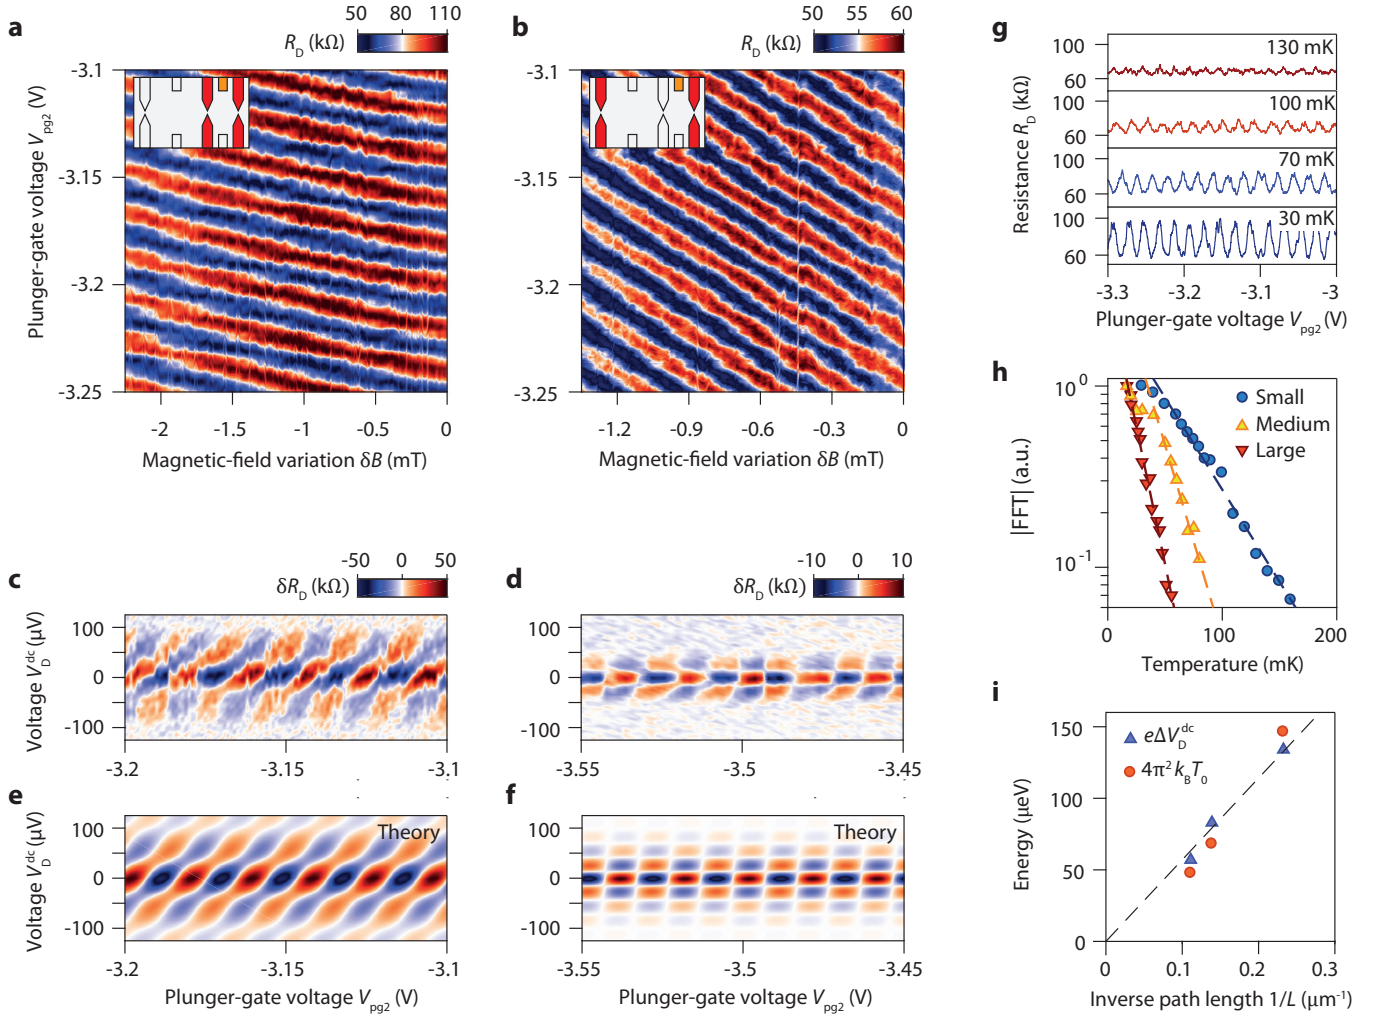 a
50 80 110
R_D (kΩ)
Plunger-gate voltage V_pg2 (V)
-3.1
-3.15
-3.2
-3.25
-2 -1.5 -1 -0.5 0
Magnetic-field variation δB (mT)
b
50 55 60
R_D (kΩ)
-3.1
-3.15
-3.2
-3.25
-1.2 -0.9 -0.6 -0.3 0
Magnetic-field variation δB (mT)
c
-50 0 50
δR_D (kΩ)
Voltage V_D^dc (µV)
100
0
-100
-3.2 -3.15 -3.1
d
-10 0 10
δR_D (kΩ)
100
0
-100
-3.55 -3.5 -3.45
e
Theory
Voltage V_D^dc (µV)
100
0
-100
-3.2 -3.15 -3.1
Plunger-gate voltage V_pg2 (V)
f
Theory
100
0
-100
-3.55 -3.5 -3.45
Plunger-gate voltage V_pg2 (V)
g
Resistance R_D (kΩ)
100
60
130 mK
100
60
100 mK
100
60
70 mK
100
60
30 mK
-3.3 -3.2 -3.1 -3
Plunger-gate voltage V_pg2 (V)
h
|FFT| (a.u.)
10^0
10^-1
Small
Medium
Large
0 100 200
Temperature (mK)
i
Energy (µeV)
150
100
50
0
eΔV_D^dc
4π²k_BT_0
0 0.1 0.2 0.3
Inverse path length 1/L (µm⁻¹)